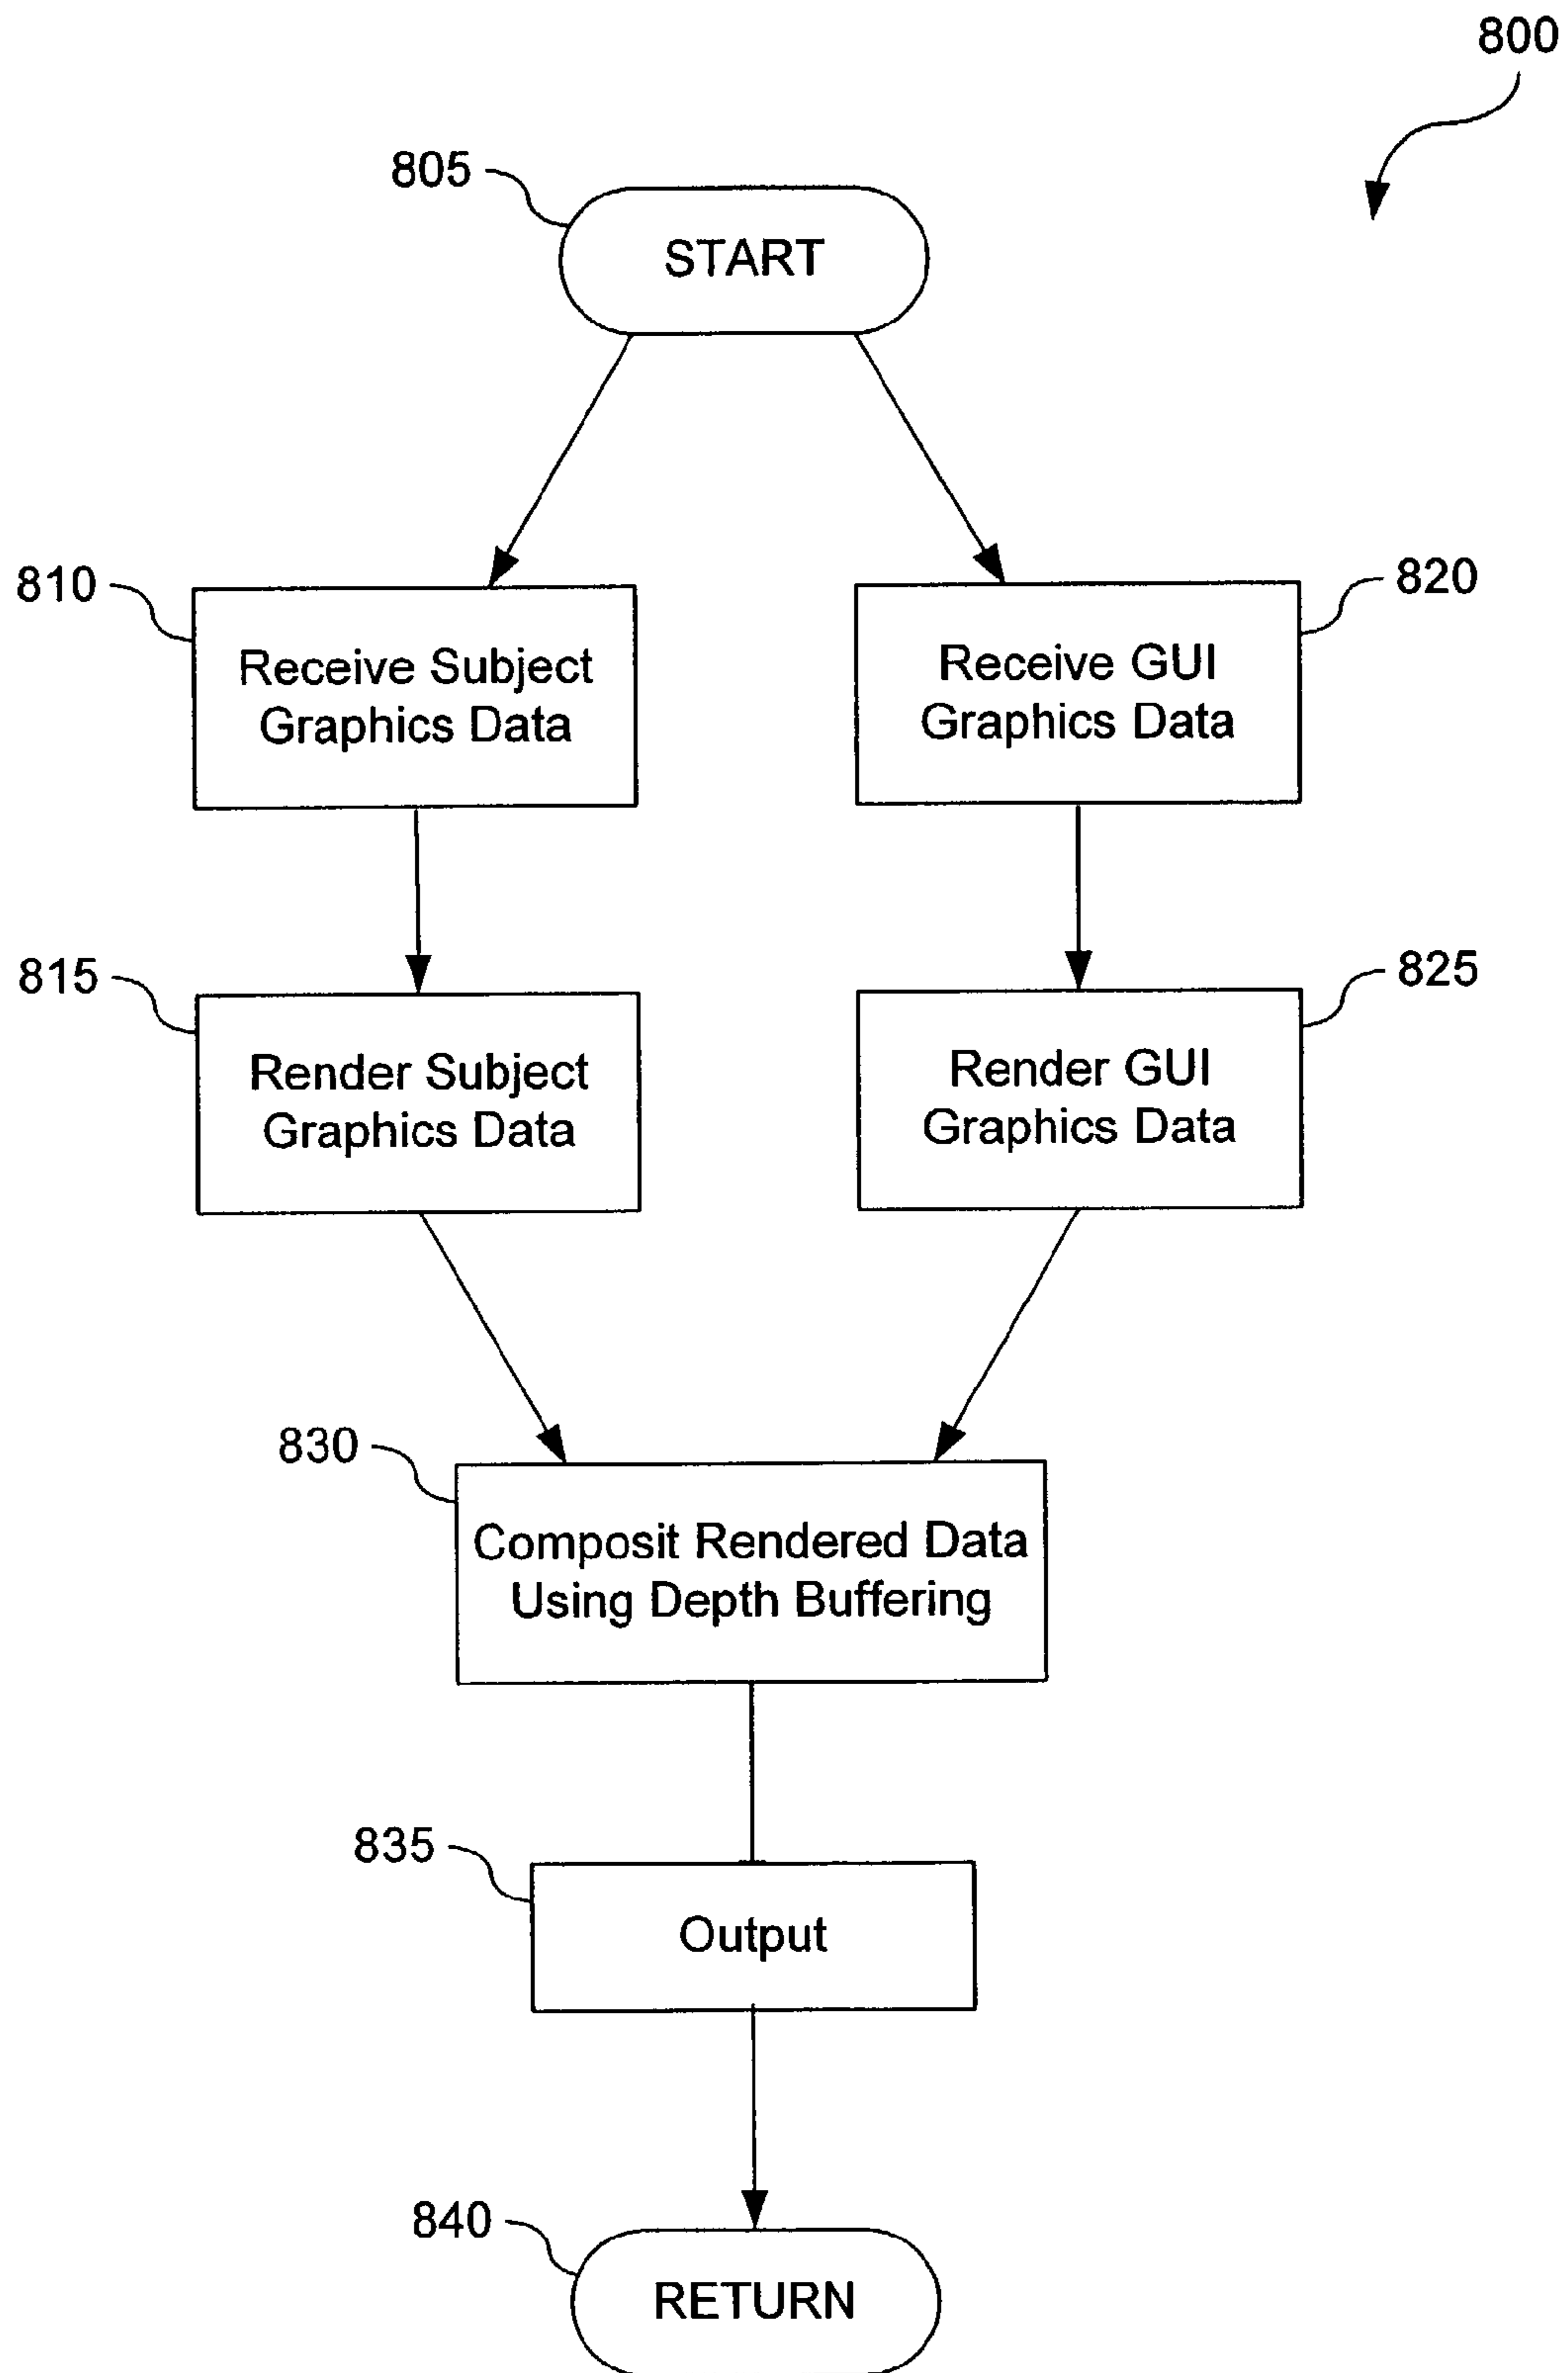 800
805
START
810
Receive Subject
Graphics Data
820
Receive GUI
Graphics Data
815
Render Subject
Graphics Data
825
Render GUI
Graphics Data
830
Composit Rendered Data
Using Depth Buffering
835
Output
840
RETURN